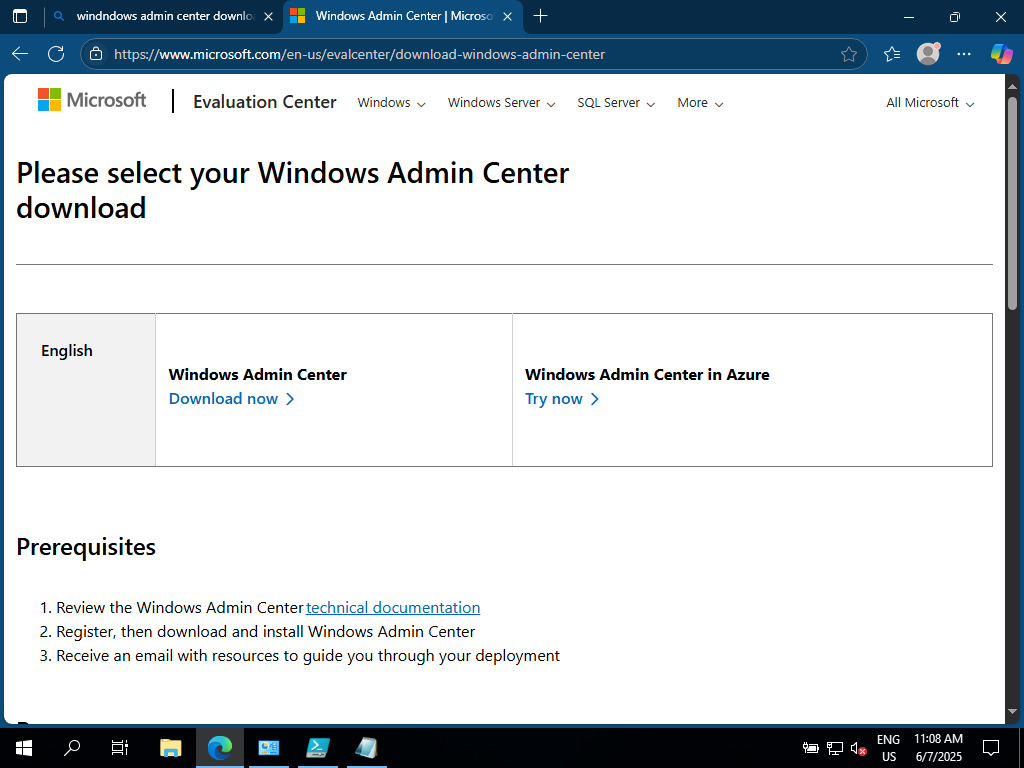 windndows admin center downlo
Windows Admin Center | Microso
https://www.microsoft.com/en-us/evalcenter/download-windows-admin-center
Microsoft
Evaluation Center
Windows
Windows Server
SQL Server
More
All Microsoft
Please select your Windows Admin Center
download
English
Windows Admin Center
Download now
Windows Admin Center in Azure
Try now
Prerequisites
1. Review the Windows Admin Center technical documentation
2. Register, then download and install Windows Admin Center
3. Receive an email with resources to guide you through your deployment
ENG
US
11:08 AM
6/7/2025